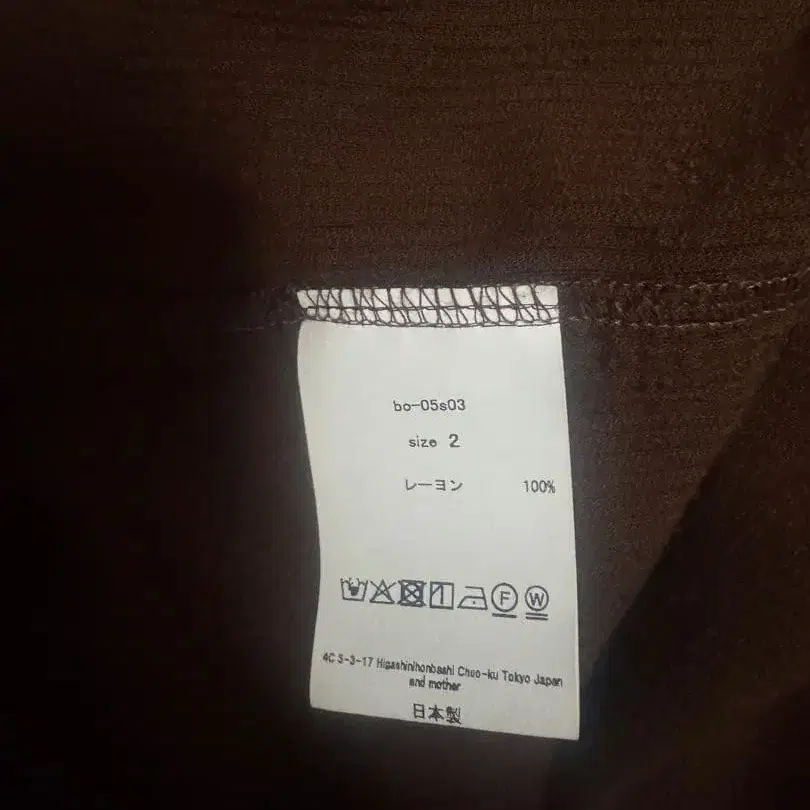 bo-05s03
size 2
レーヨン 100%
F W
4C 3-3-17 Higashinihonbashi Chuo-ku Tokyo Japan
and mother
日本製